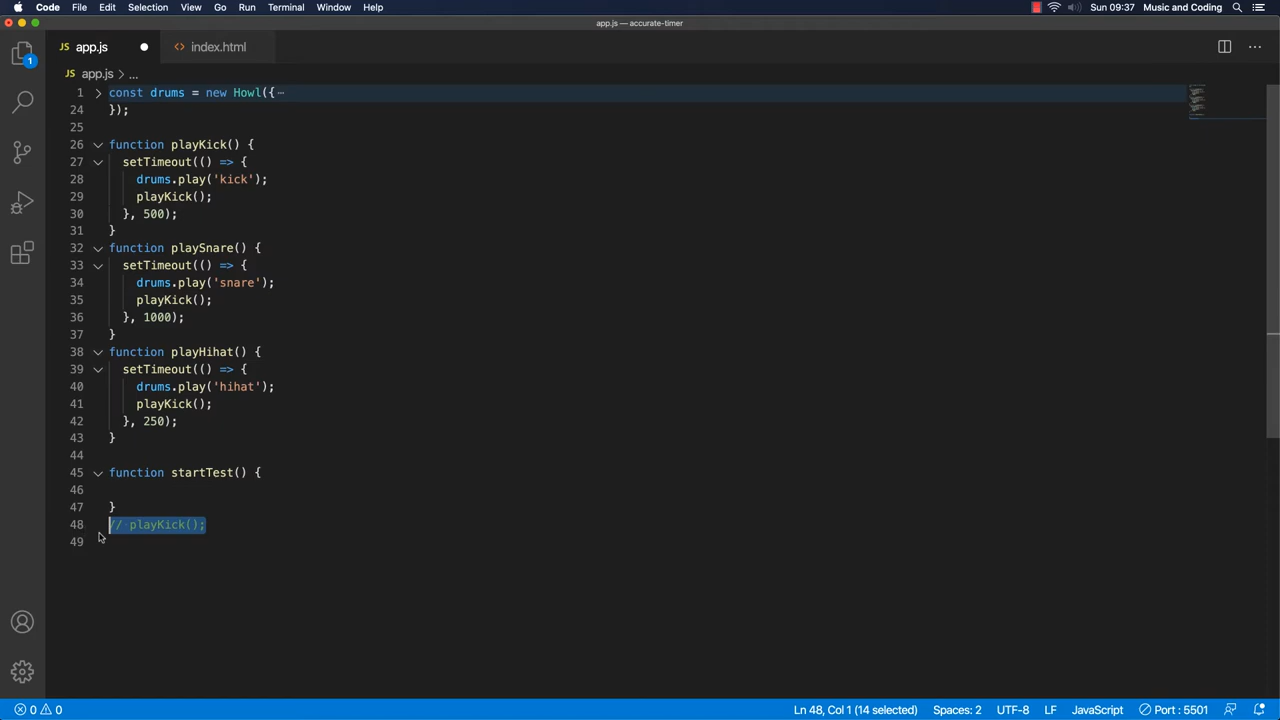 Code File Edit Selection View Go Run Terminal Window Help Sun 09:37 Music and Coding
app.js — accurate-timer
JS app.js index.html
JS app.js > ...
1 const drums = new Howl({⋯
24 });
25
26 function playKick() {
27 setTimeout(() => {
28 drums.play('kick');
29 playKick();
30 }, 500);
31 }
32 function playSnare() {
33 setTimeout(() => {
34 drums.play('snare');
35 playKick();
36 }, 1000);
37 }
38 function playHihat() {
39 setTimeout(() => {
40 drums.play('hihat');
41 playKick();
42 }, 250);
43 }
44
45 function startTest() {
46
47 }
48 // playKick();
49
1
0 0 Ln 48, Col 1 (14 selected) Spaces: 2 UTF-8 LF JavaScript Port : 5501